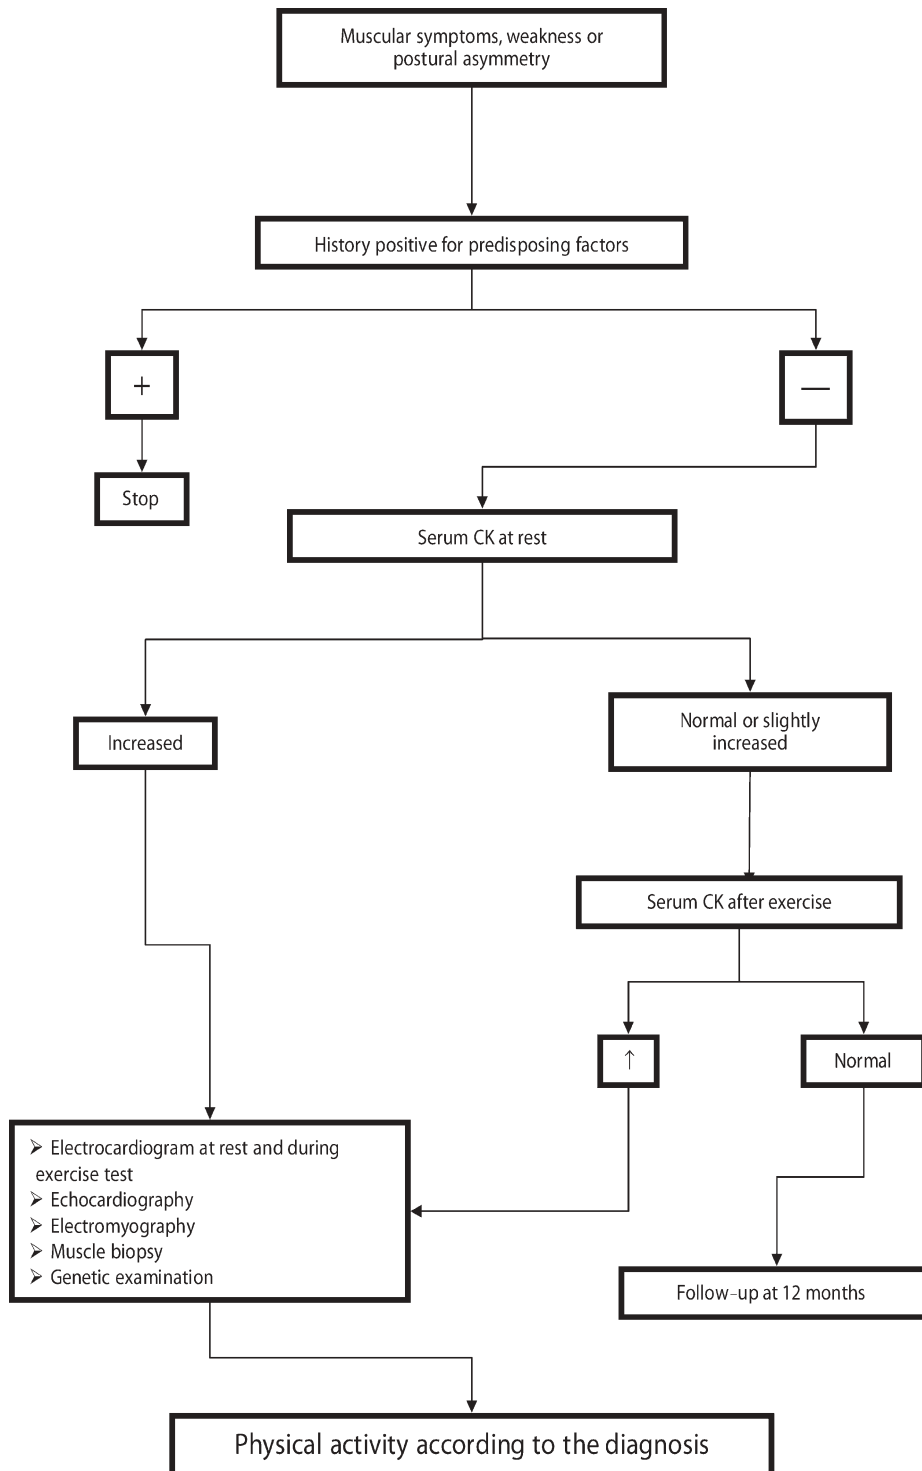 Muscular symptoms, weakness or
postural asymmetry
History positive for predisposing factors
+
—
Stop
Serum CK at rest
Increased
Normal or slightly
increased
Serum CK after exercise
↑
Normal
➢ Electrocardiogram at rest and during
exercise test
➢ Echocardiography
➢ Electromyography
➢ Muscle biopsy
➢ Genetic examination
Follow-up at 12 months
Physical activity according to the diagnosis